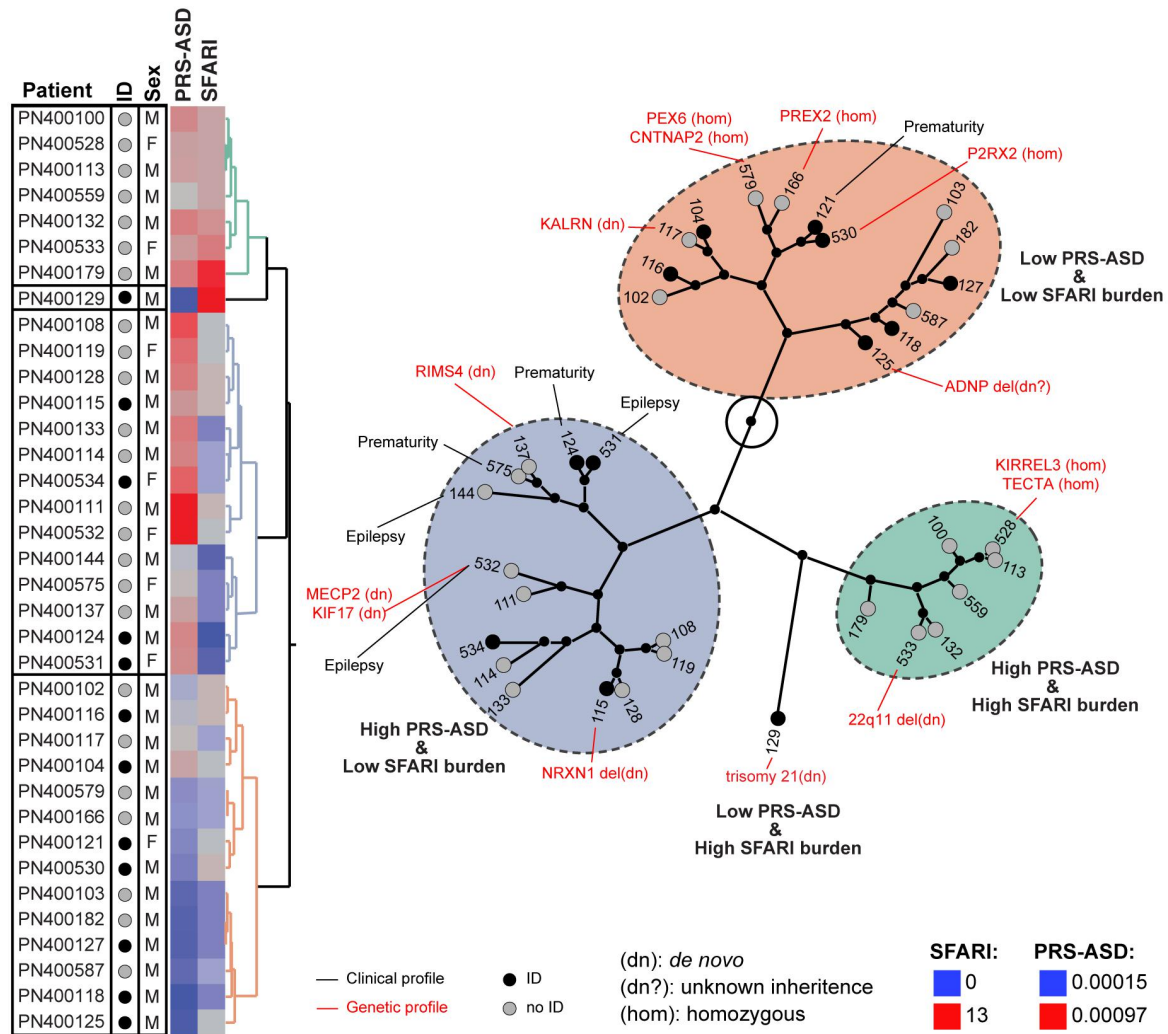 Patient ID Sex PRS-ASD SFARI
PN400100 M
PN400528 F
PN400113 M
PN400559 M
PN400132 M
PN400533 F
PN400179 M
PN400129 M
PN400108 M
PN400119 F
PN400128 M
PN400115 M
PN400133 M
PN400114 M
PN400534 F
PN400111 M
PN400532 F
PN400144 M
PN400575 F
PN400137 M
PN400124 M
PN400531 F
PN400102 M
PN400116 M
PN400117 M
PN400104 M
PN400579 M
PN400166 M
PN400121 F
PN400530 M
PN400103 M
PN400182 M
PN400127 M
PN400587 M
PN400118 M
PN400125 M
PEX6 (hom)
CNTNAP2 (hom)
PREX2 (hom)
Prematurity
P2RX2 (hom)
KALRN (dn)
579
166
121
530
103
182
104
117
116
102
127
587
118
125
Low PRS-ASD
&
Low SFARI burden
ADNP del(dn?)
RIMS4 (dn)
Prematurity
Epilepsy
Prematurity
Epilepsy
137
575
144
124
531
MECP2 (dn)
KIF17 (dn)
Epilepsy
532
111
534
114
133
115
128
108
119
High PRS-ASD
&
Low SFARI burden
NRXN1 del(dn)
KIRREL3 (hom)
TECTA (hom)
100
528
113
559
179
533
132
22q11 del(dn)
High PRS-ASD
&
High SFARI burden
129
trisomy 21(dn)
Low PRS-ASD
&
High SFARI burden
Clinical profile
Genetic profile
ID
no ID
(dn): de novo
(dn?): unknown inheritence
(hom): homozygous
SFARI:
0
13
PRS-ASD:
0.00015
0.00097